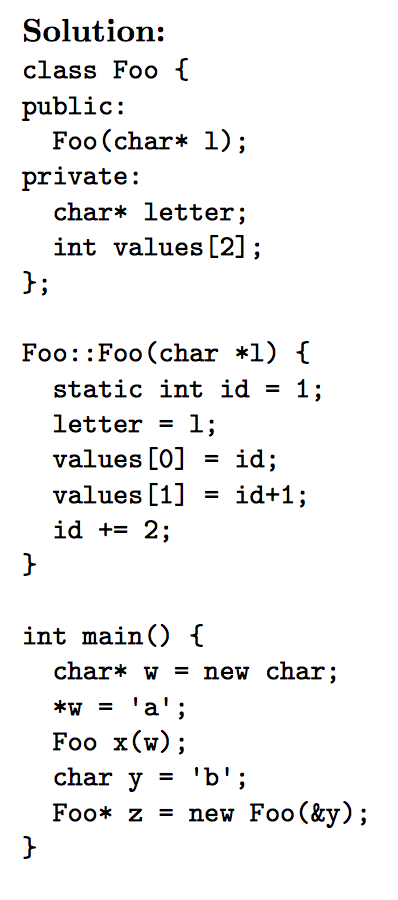 Solution:
class Foo {
public:
  Foo(char* l);
private:
  char* letter;
  int values[2];
};

Foo::Foo(char *l) {
  static int id = 1;
  letter = l;
  values[0] = id;
  values[1] = id+1;
  id += 2;
}

int main() {
  char* w = new char;
  *w = 'a';
  Foo x(w);
  char y = 'b';
  Foo* z = new Foo(&y);
}